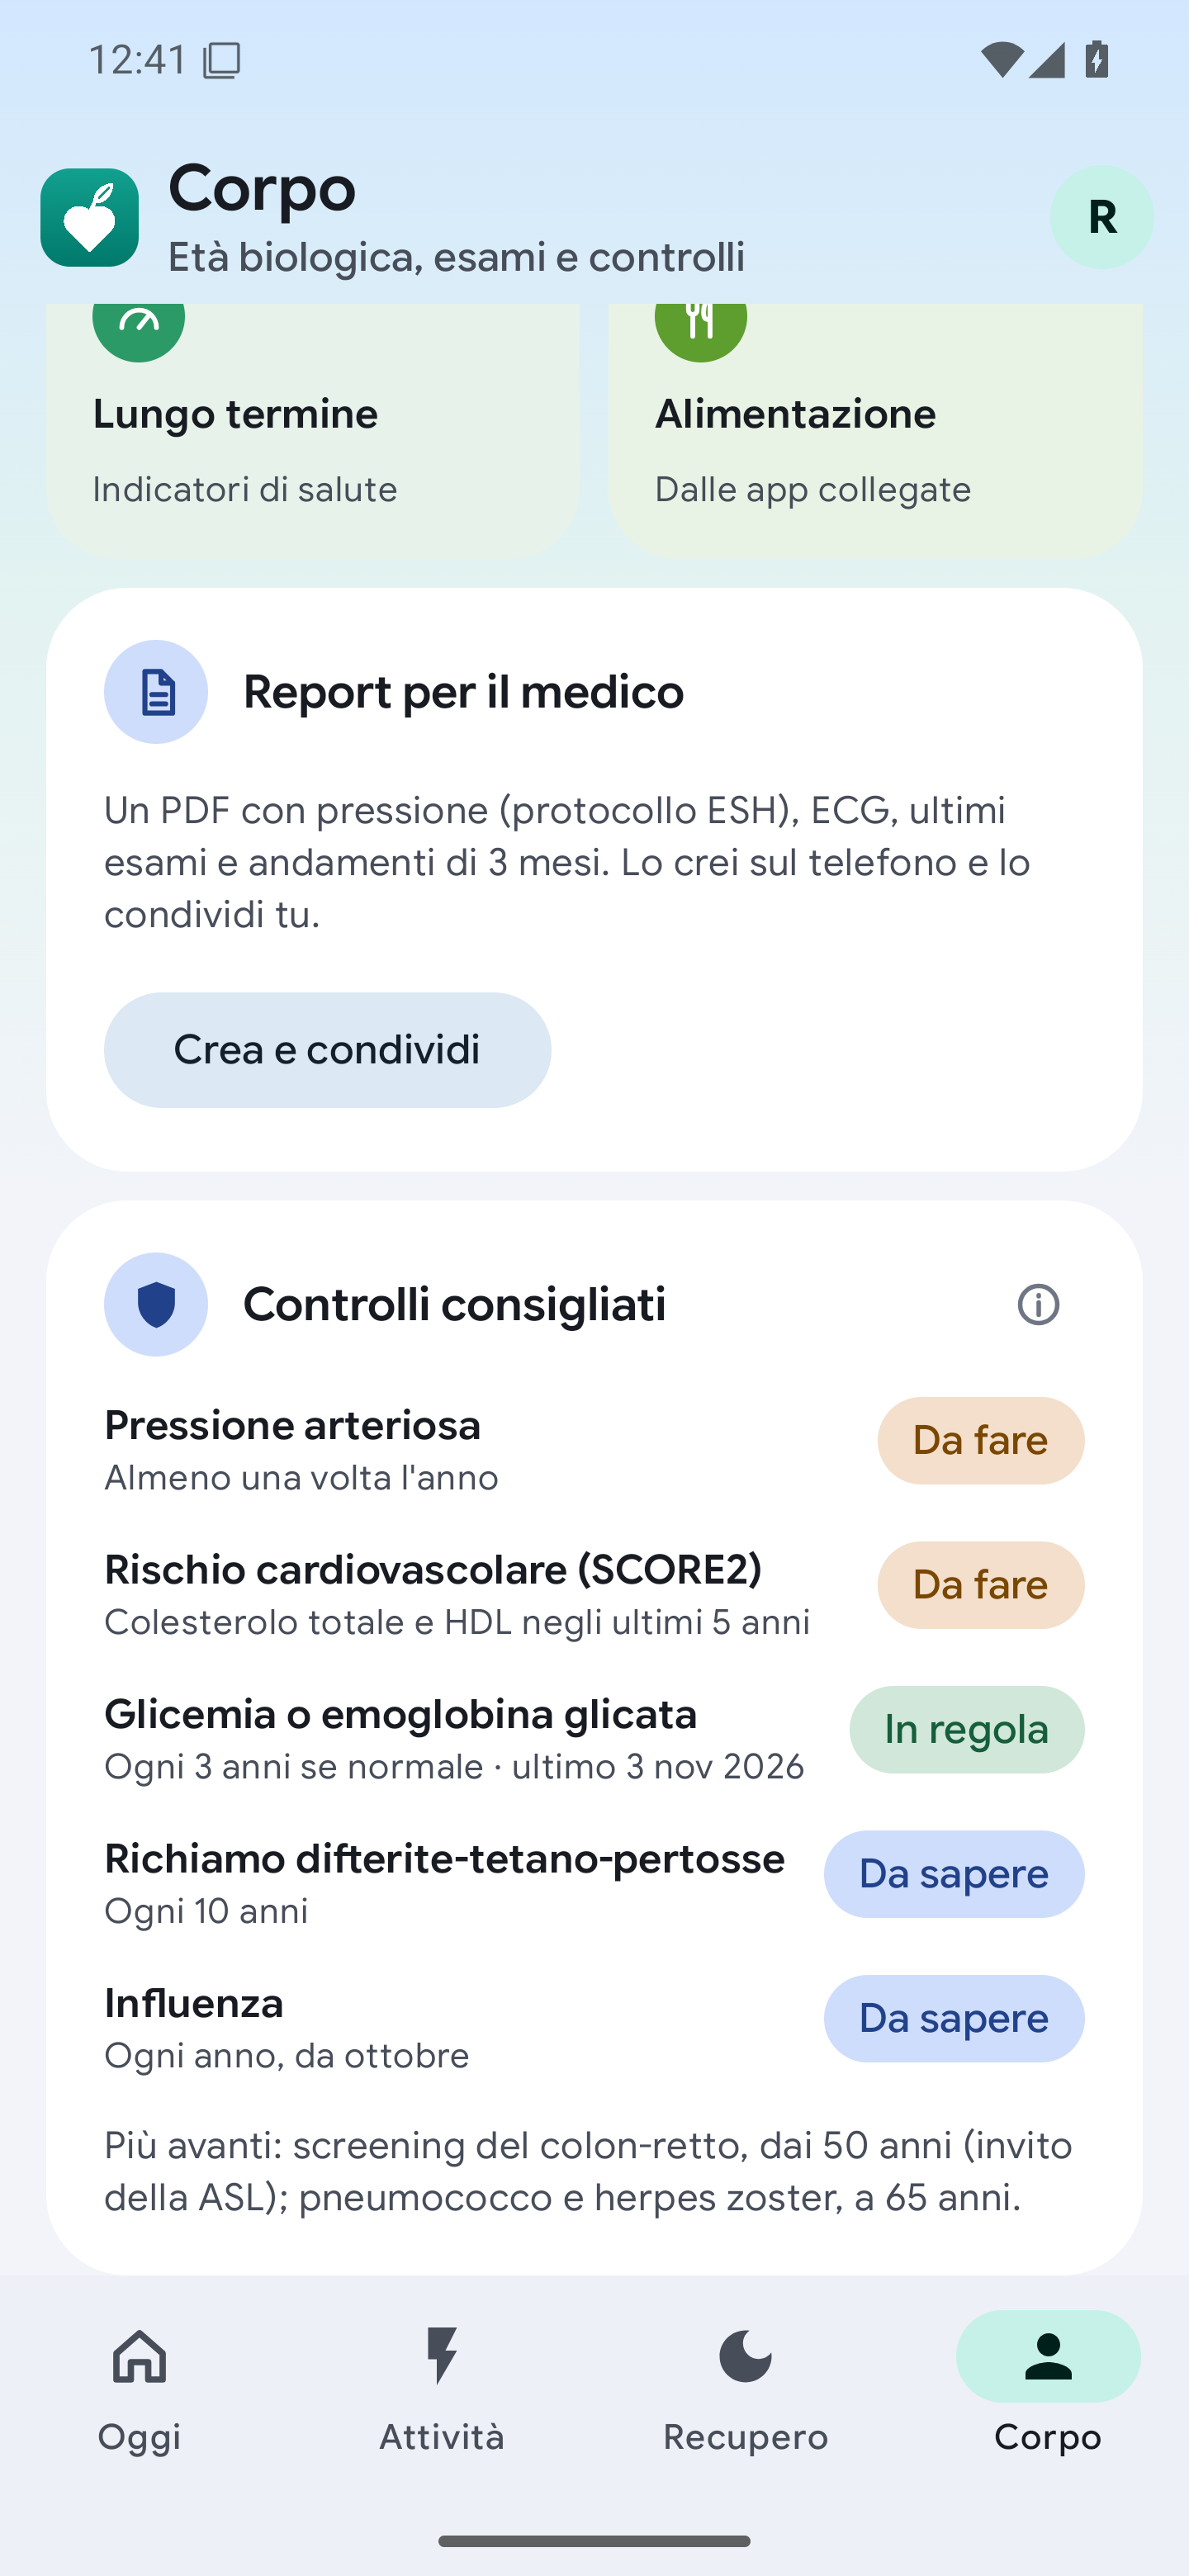 12:41
Corpo
Età biologica, esami e controlli
R
Lungo termine
Indicatori di salute
Alimentazione
Dalle app collegate
Report per il medico
Un PDF con pressione (protocollo ESH), ECG, ultimi
esami e andamenti di 3 mesi. Lo crei sul telefono e lo
condividi tu.
Crea e condividi
Controlli consigliati
Pressione arteriosa
Almeno una volta l'anno
Da fare
Rischio cardiovascolare (SCORE2)
Colesterolo totale e HDL negli ultimi 5 anni
Da fare
Glicemia o emoglobina glicata
Ogni 3 anni se normale · ultimo 3 nov 2026
In regola
Richiamo difterite-tetano-pertosse
Ogni 10 anni
Da sapere
Influenza
Ogni anno, da ottobre
Da sapere
Più avanti: screening del colon-retto, dai 50 anni (invito
della ASL); pneumococco e herpes zoster, a 65 anni.
Oggi
Attività
Recupero
Corpo